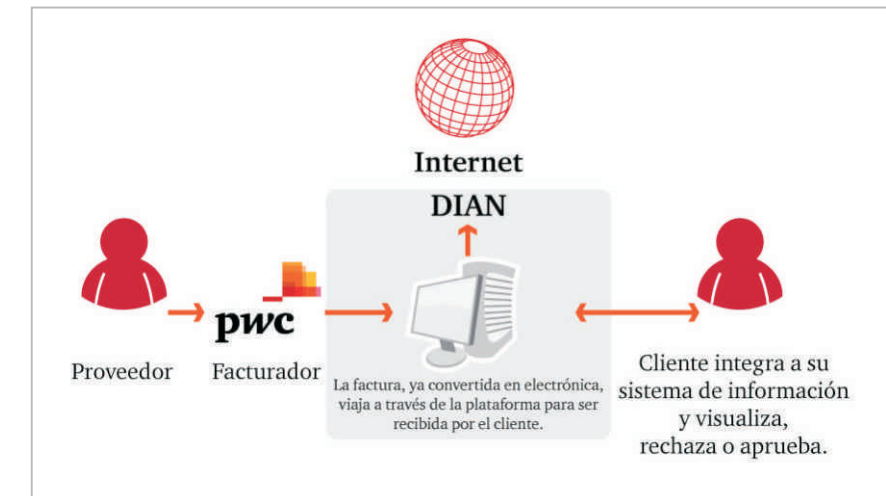 Internet
DIAN
pwc
Proveedor
Facturador
La factura, ya convertida en electrónica,
viaja a través de la plataforma para ser
recibida por el cliente.
Cliente integra a su
sistema de información
y visualiza,
rechaza o aprueba.